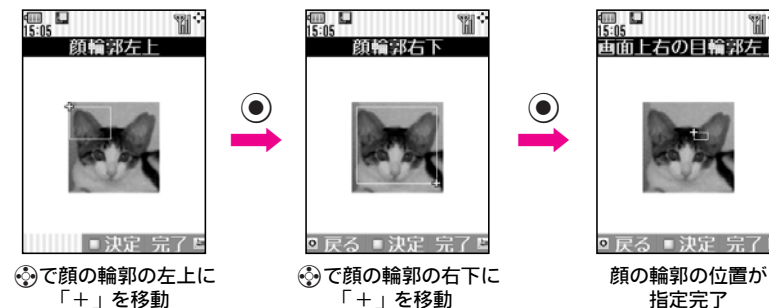 15:05
顔輪郭左上
決定 完了
で顔の輪郭の左上に
「+」を移動
15:05
顔輪郭右下
戻る 決定 完了
で顔の輪郭の右下に
「+」を移動
15:05
画面上右の目輪郭左上
戻る 決定 完了
顔の輪郭の位置が
指定完了